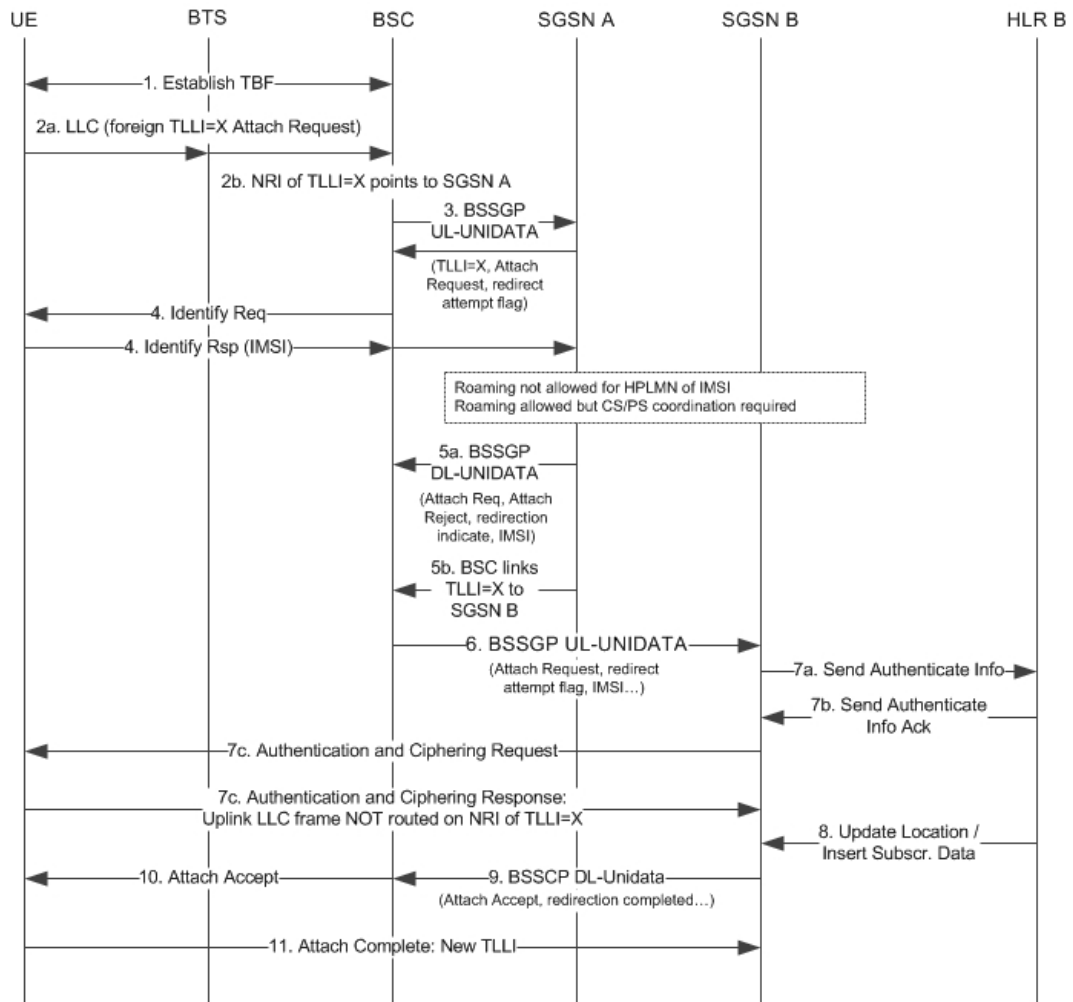 UE
BTS
BSC
SGSN A
SGSN B
HLR B
1. Establish TBF
2a. LLC (foreign TLLI=X Attach Request)
2b. NRI of TLLI=X points to SGSN A
3. BSSGP
UL-UNIDATA
(TLLI=X, Attach
Request, redirect
attempt flag)
4. Identify Req
4. Identify Rsp (IMSI)
Roaming not allowed for HPLMN of IMSI
Roaming allowed but CS/PS coordination required
5a. BSSGP
DL-UNIDATA
(Attach Req, Attach
Reject, redirection
indicate, IMSI)
5b. BSC links
TLLI=X to
SGSN B
6. BSSGP UL-UNIDATA
(Attach Request, redirect
attempt flag, IMSI…)
7a. Send Authenticate Info
7b. Send Authenticate
Info Ack
7c. Authentication and Ciphering Request
7c. Authentication and Ciphering Response:
Uplink LLC frame NOT routed on NRI of TLLI=X
8. Update Location /
Insert Subscr. Data
10. Attach Accept
9. BSSCP DL-Unidata
(Attach Accept, redirection completed…)
11. Attach Complete: New TLLI